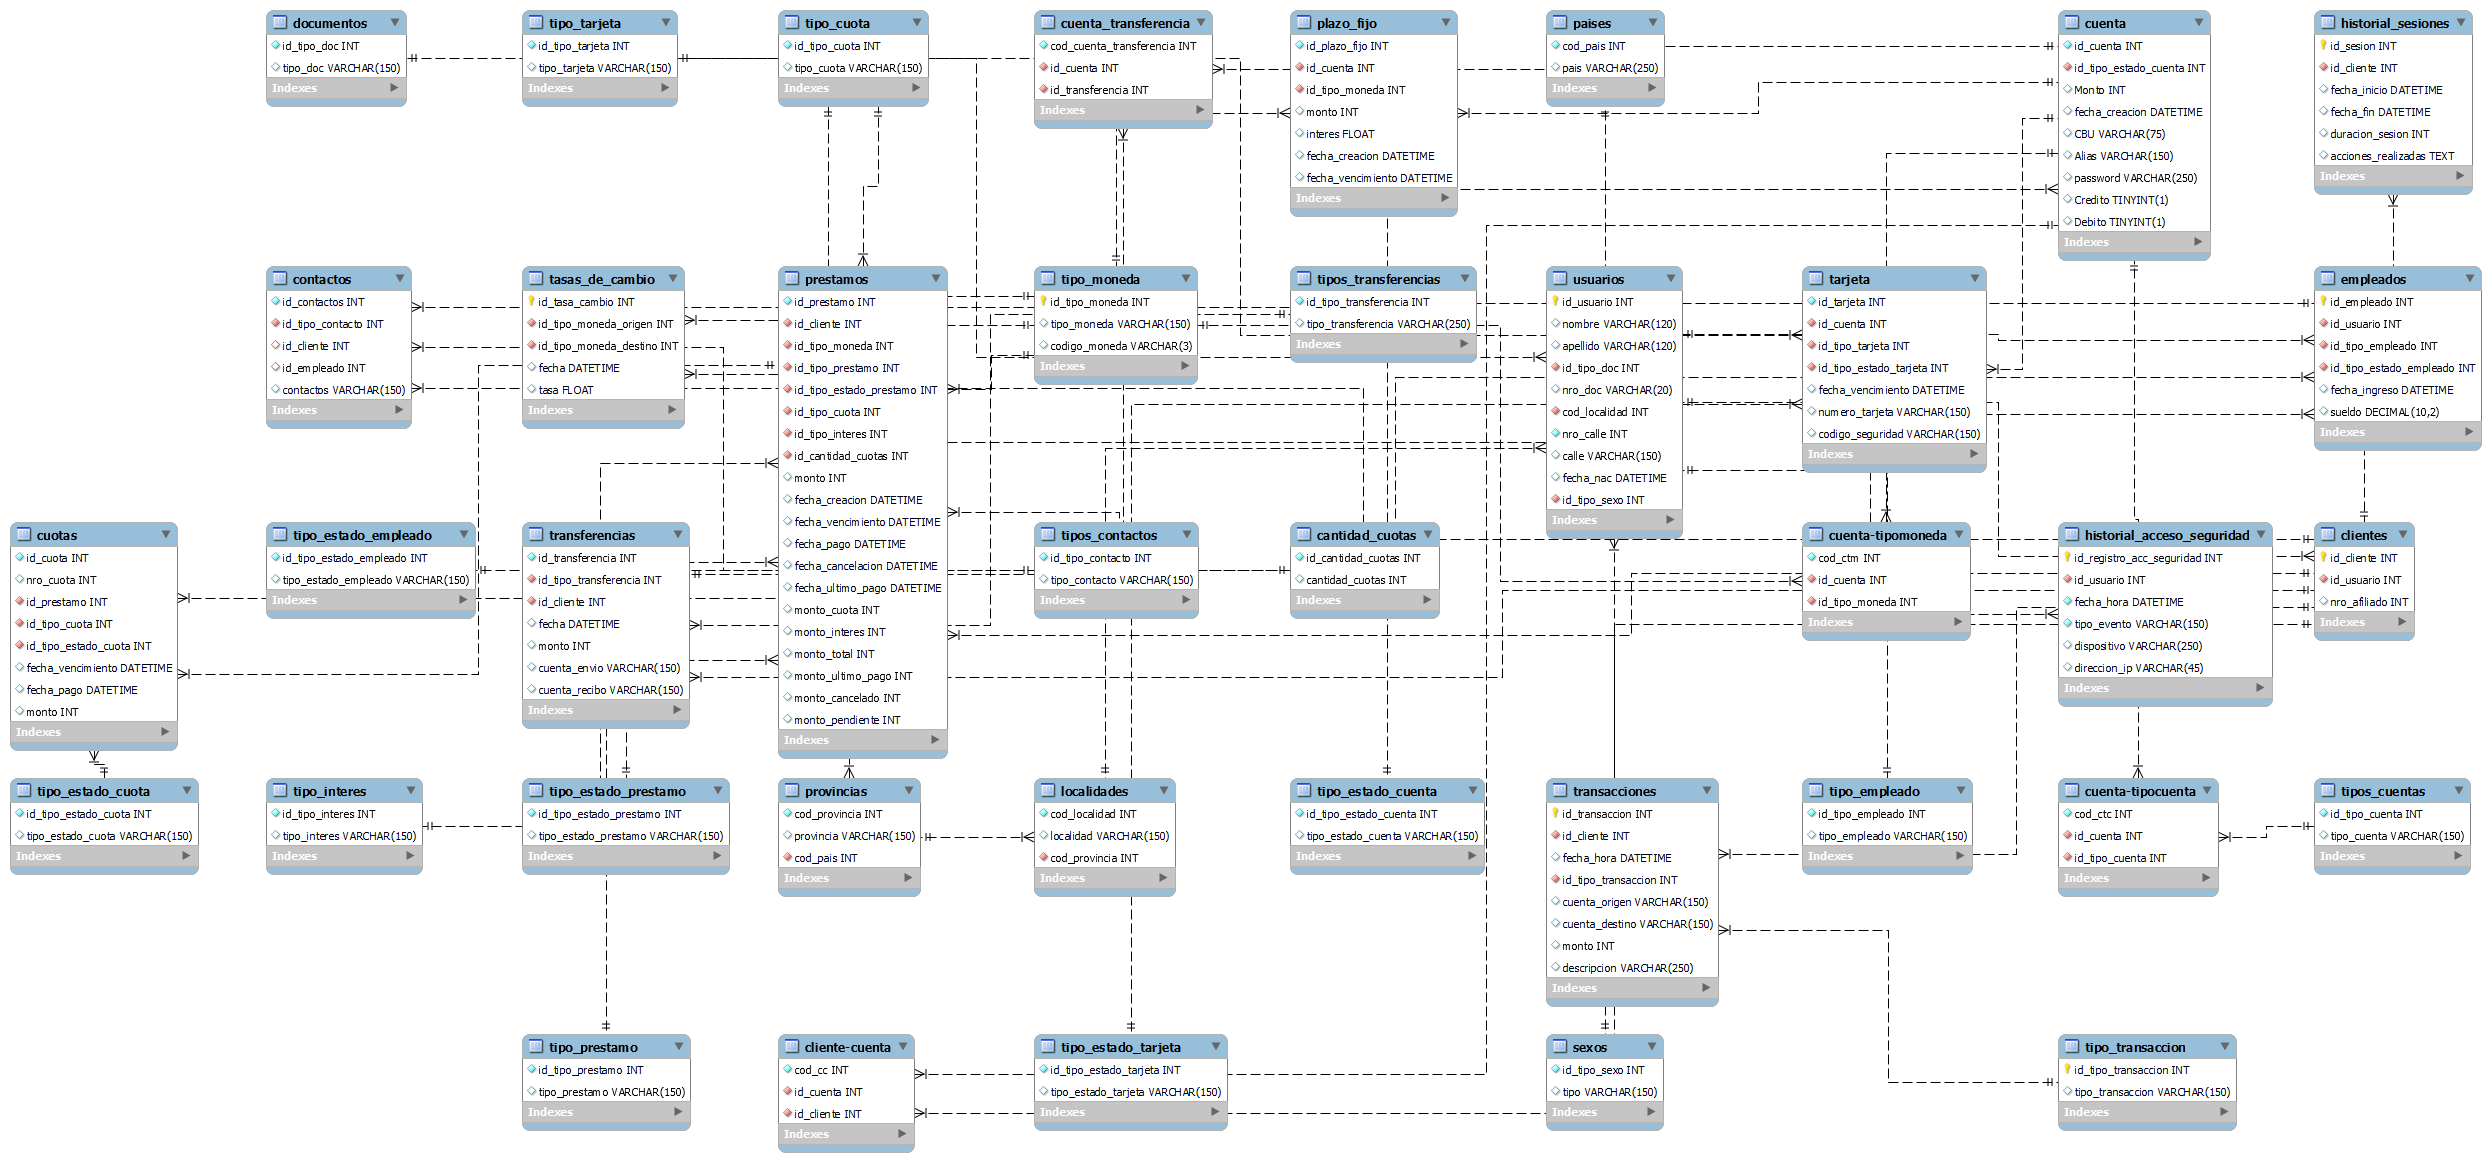 documentos
id_tipo_doc INT
tipo_doc VARCHAR(150)
Indexes
tipo_tarjeta
id_tipo_tarjeta INT
tipo_tarjeta VARCHAR(150)
Indexes
tipo_cuota
id_tipo_cuota INT
tipo_cuota VARCHAR(150)
Indexes
cuenta_transferencia
cod_cuenta_transferencia INT
id_cuenta INT
id_transferencia INT
Indexes
plazo_fijo
id_plazo_fijo INT
id_cuenta INT
id_tipo_moneda INT
monto INT
interes FLOAT
fecha_creacion DATETIME
fecha_vencimiento DATETIME
Indexes
paises
cod_pais INT
pais VARCHAR(250)
Indexes
cuenta
id_cuenta INT
id_tipo_estado_cuenta INT
Monto INT
fecha_creacion DATETIME
CBU VARCHAR(75)
Alias VARCHAR(150)
password VARCHAR(250)
Credito TINYINT(1)
Debito TINYINT(1)
Indexes
historial_sesiones
id_sesion INT
id_cliente INT
fecha_inicio DATETIME
fecha_fin DATETIME
duracion_sesion INT
acciones_realizadas TEXT
Indexes
contactos
id_contactos INT
id_tipo_contacto INT
id_cliente INT
id_empleado INT
contactos VARCHAR(150)
Indexes
tasas_de_cambio
id_tasa_cambio INT
id_tipo_moneda_origen INT
id_tipo_moneda_destino INT
fecha DATETIME
tasa FLOAT
Indexes
prestamos
id_prestamo INT
id_cliente INT
id_tipo_moneda INT
id_tipo_prestamo INT
id_tipo_estado_prestamo INT
id_tipo_cuota INT
id_tipo_interes INT
id_cantidad_cuotas INT
monto INT
fecha_creacion DATETIME
fecha_vencimiento DATETIME
fecha_pago DATETIME
fecha_cancelacion DATETIME
fecha_ultimo_pago DATETIME
monto_cuota INT
monto_interes INT
monto_total INT
monto_ultimo_pago INT
monto_cancelado INT
monto_pendiente INT
Indexes
tipo_moneda
id_tipo_moneda INT
tipo_moneda VARCHAR(150)
codigo_moneda VARCHAR(3)
Indexes
tipos_transferencias
id_tipo_transferencia INT
tipo_transferencia VARCHAR(250)
Indexes
usuarios
id_usuario INT
nombre VARCHAR(120)
apellido VARCHAR(120)
id_tipo_doc INT
nro_doc VARCHAR(20)
cod_localidad INT
nro_calle INT
calle VARCHAR(150)
fecha_nac DATETIME
id_tipo_sexo INT
Indexes
tarjeta
id_tarjeta INT
id_cuenta INT
id_tipo_tarjeta INT
id_tipo_estado_tarjeta INT
fecha_vencimiento DATETIME
numero_tarjeta VARCHAR(150)
codigo_seguridad VARCHAR(150)
Indexes
empleados
id_empleado INT
id_usuario INT
id_tipo_empleado INT
id_tipo_estado_empleado INT
fecha_ingreso DATETIME
sueldo DECIMAL(10,2)
Indexes
cuotas
id_cuota INT
nro_cuota INT
id_prestamo INT
id_tipo_cuota INT
id_tipo_estado_cuota INT
fecha_vencimiento DATETIME
fecha_pago DATETIME
monto INT
Indexes
tipo_estado_empleado
id_tipo_estado_empleado INT
tipo_estado_empleado VARCHAR(150)
Indexes
transferencias
id_transferencia INT
id_tipo_transferencia INT
id_cliente INT
fecha DATETIME
monto INT
cuenta_envio VARCHAR(150)
cuenta_recibo VARCHAR(150)
Indexes
tipos_contactos
id_tipo_contacto INT
tipo_contacto VARCHAR(150)
Indexes
cantidad_cuotas
id_cantidad_cuotas INT
cantidad_cuotas INT
Indexes
cuenta-tipomoneda
cod_ctm INT
id_cuenta INT
id_tipo_moneda INT
Indexes
historial_acceso_seguridad
id_registro_acc_seguridad INT
id_usuario INT
fecha_hora DATETIME
tipo_evento VARCHAR(150)
dispositivo VARCHAR(250)
direccion_ip VARCHAR(45)
Indexes
clientes
id_cliente INT
id_usuario INT
nro_afiliado INT
Indexes
tipo_estado_cuota
id_tipo_estado_cuota INT
tipo_estado_cuota VARCHAR(150)
Indexes
tipo_interes
id_tipo_interes INT
tipo_interes VARCHAR(150)
Indexes
tipo_estado_prestamo
id_tipo_estado_prestamo INT
tipo_estado_prestamo VARCHAR(150)
Indexes
provincias
cod_provincia INT
provincia VARCHAR(150)
cod_pais INT
Indexes
localidades
cod_localidad INT
localidad VARCHAR(150)
cod_provincia INT
Indexes
tipo_estado_cuenta
id_tipo_estado_cuenta INT
tipo_estado_cuenta VARCHAR(150)
Indexes
transacciones
id_transaccion INT
id_cliente INT
fecha_hora DATETIME
id_tipo_transaccion INT
cuenta_origen VARCHAR(150)
cuenta_destino VARCHAR(150)
monto INT
descripcion VARCHAR(250)
Indexes
tipo_empleado
id_tipo_empleado INT
tipo_empleado VARCHAR(150)
Indexes
cuenta-tipocuenta
cod_ctc INT
id_cuenta INT
id_tipo_cuenta INT
Indexes
tipos_cuentas
id_tipo_cuenta INT
tipo_cuenta VARCHAR(150)
Indexes
tipo_prestamo
id_tipo_prestamo INT
tipo_prestamo VARCHAR(150)
Indexes
cliente-cuenta
cod_cc INT
id_cuenta INT
id_cliente INT
Indexes
tipo_estado_tarjeta
id_tipo_estado_tarjeta INT
tipo_estado_tarjeta VARCHAR(150)
Indexes
sexos
id_tipo_sexo INT
tipo VARCHAR(150)
Indexes
tipo_transaccion
id_tipo_transaccion INT
tipo_transaccion VARCHAR(150)
Indexes